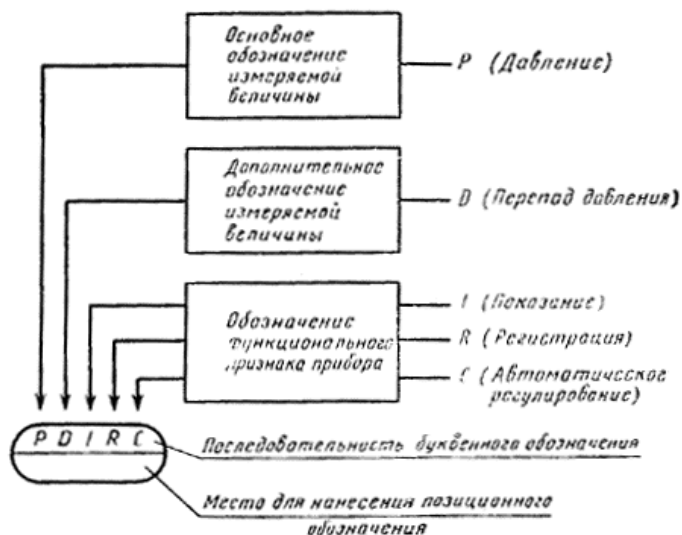 Основное
обозначение
измеряемой
величины
P (Давление)
Дополнительное
обозначение
измеряемой
величины
D (Перепад давления)
Обозначение
функционального
признака прибора
I (Показание)
R (Регистрация)
C (Автоматическое
регулирование)
P D I R C
Последовательность буквенного обозначения
Место для нанесения позиционного
обозначения